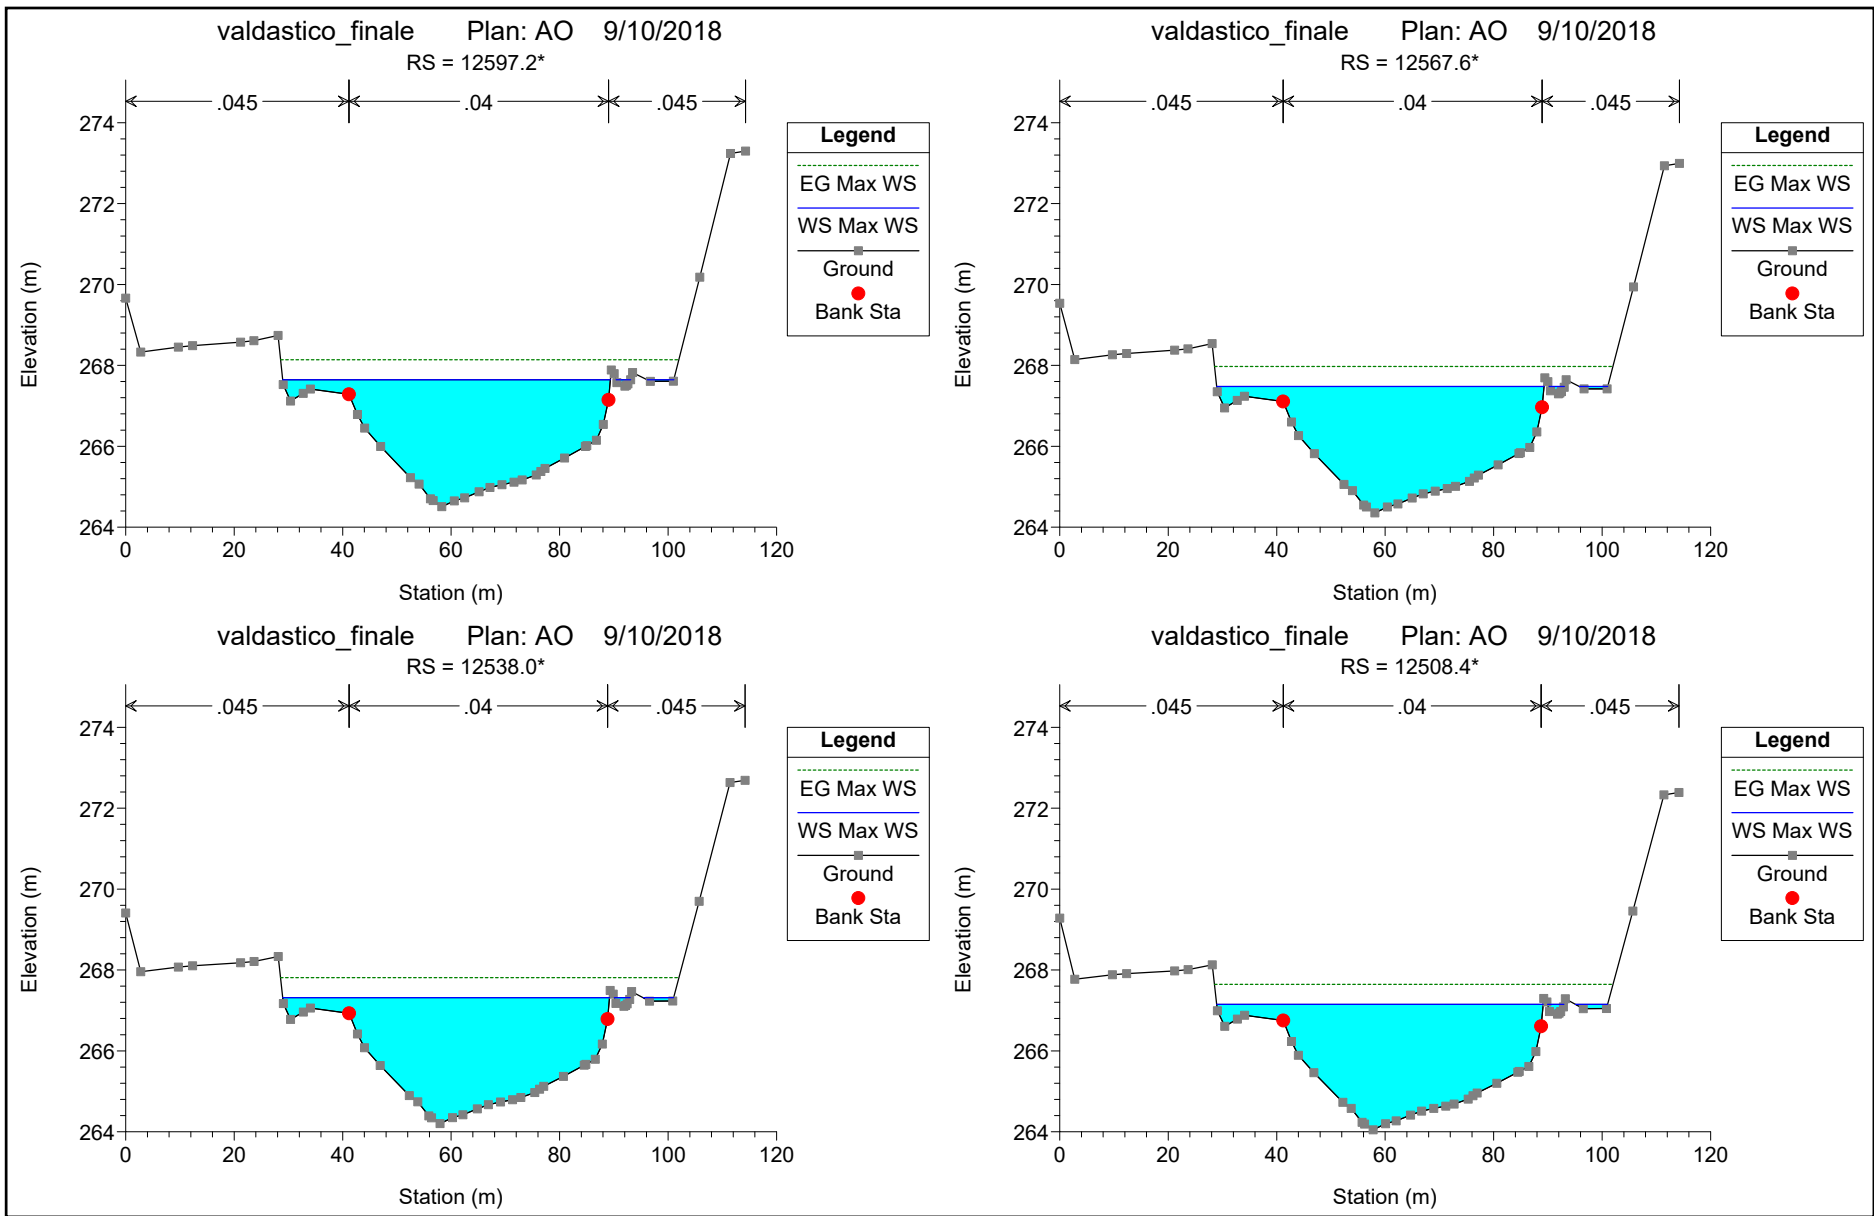 valdastico_finale Plan: AO 9/10/2018
RS = 12597.2*
.045 .04 .045
274
272
270
268
266
264
0 20 40 60 80 100 120
Station (m)
Elevation (m)
Legend
EG Max WS
WS Max WS
Ground
Bank Sta
valdastico_finale Plan: AO 9/10/2018
RS = 12567.6*
.045 .04 .045
274
272
270
268
266
264
0 20 40 60 80 100 120
Station (m)
Elevation (m)
Legend
EG Max WS
WS Max WS
Ground
Bank Sta
valdastico_finale Plan: AO 9/10/2018
RS = 12538.0*
.045 .04 .045
274
272
270
268
266
264
0 20 40 60 80 100 120
Station (m)
Elevation (m)
Legend
EG Max WS
WS Max WS
Ground
Bank Sta
valdastico_finale Plan: AO 9/10/2018
RS = 12508.4*
.045 .04 .045
274
272
270
268
266
264
0 20 40 60 80 100 120
Station (m)
Elevation (m)
Legend
EG Max WS
WS Max WS
Ground
Bank Sta